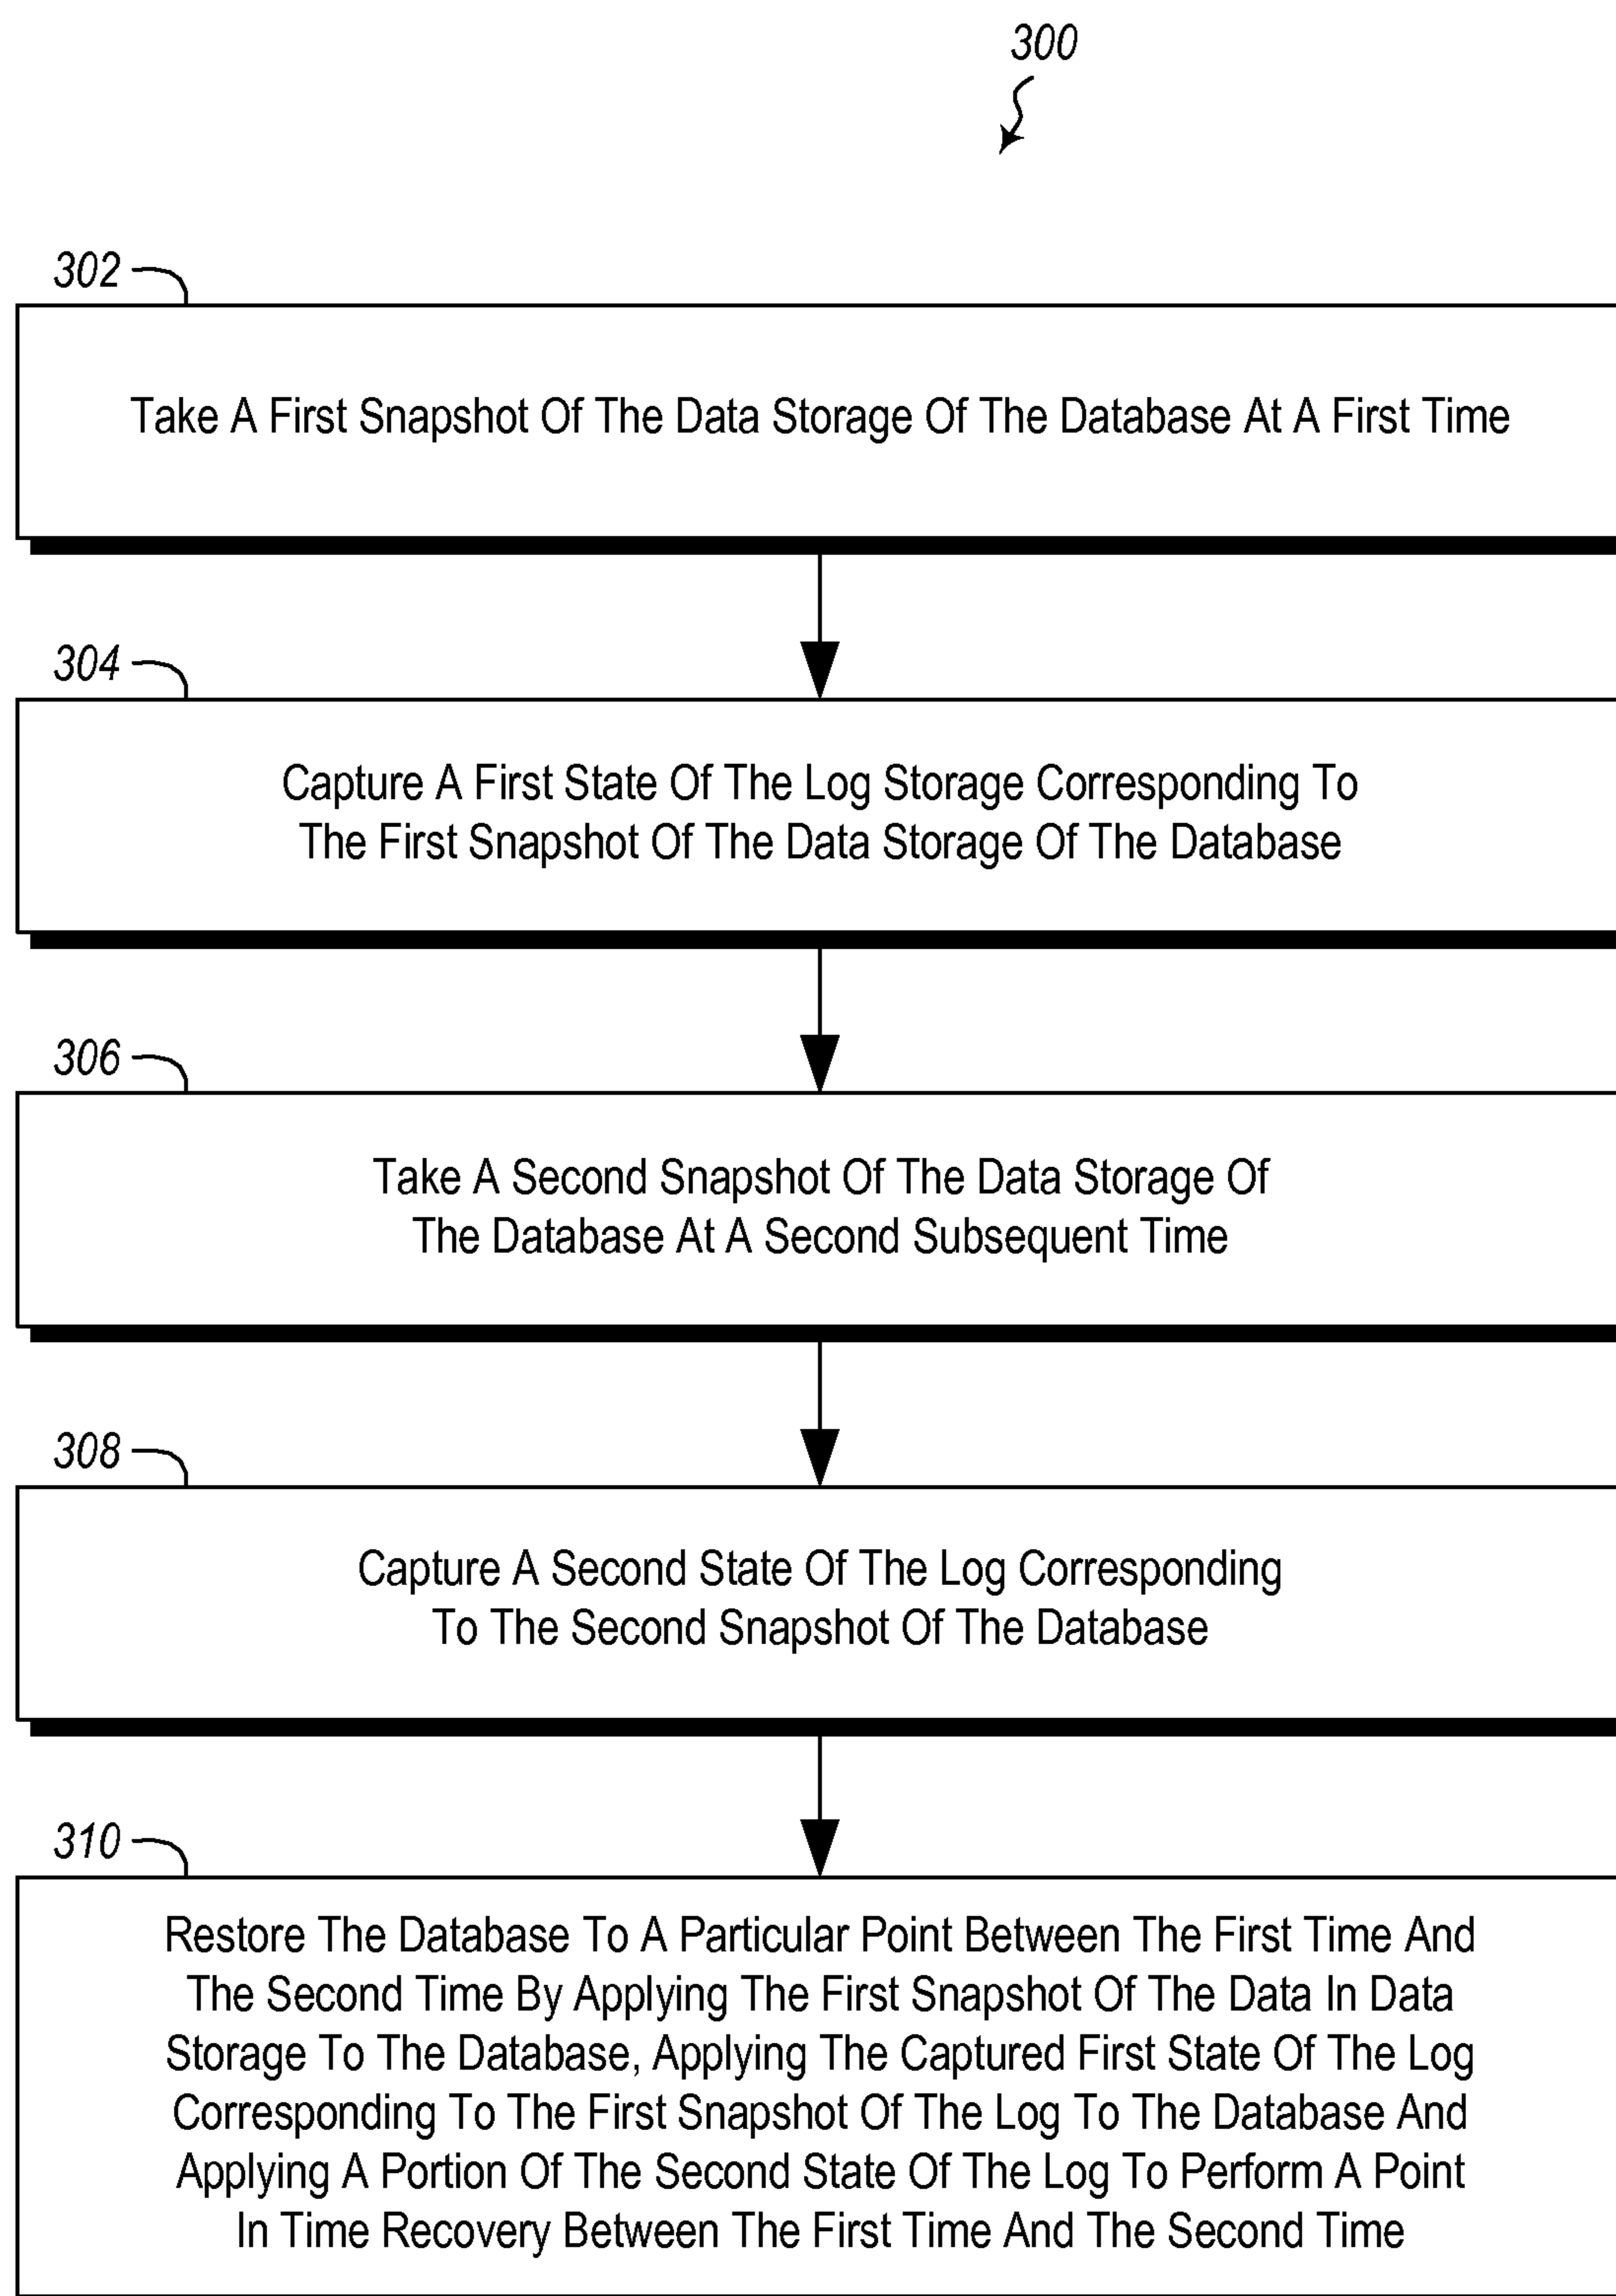 300
302
Take A First Snapshot Of The Data Storage Of The Database At A First Time
304
Capture A First State Of The Log Storage Corresponding To
The First Snapshot Of The Data Storage Of The Database
306
Take A Second Snapshot Of The Data Storage Of
The Database At A Second Subsequent Time
308
Capture A Second State Of The Log Corresponding
To The Second Snapshot Of The Database
310
Restore The Database To A Particular Point Between The First Time And
The Second Time By Applying The First Snapshot Of The Data In Data
Storage To The Database, Applying The Captured First State Of The Log
Corresponding To The First Snapshot Of The Log To The Database And
Applying A Portion Of The Second State Of The Log To Perform A Point
In Time Recovery Between The First Time And The Second Time